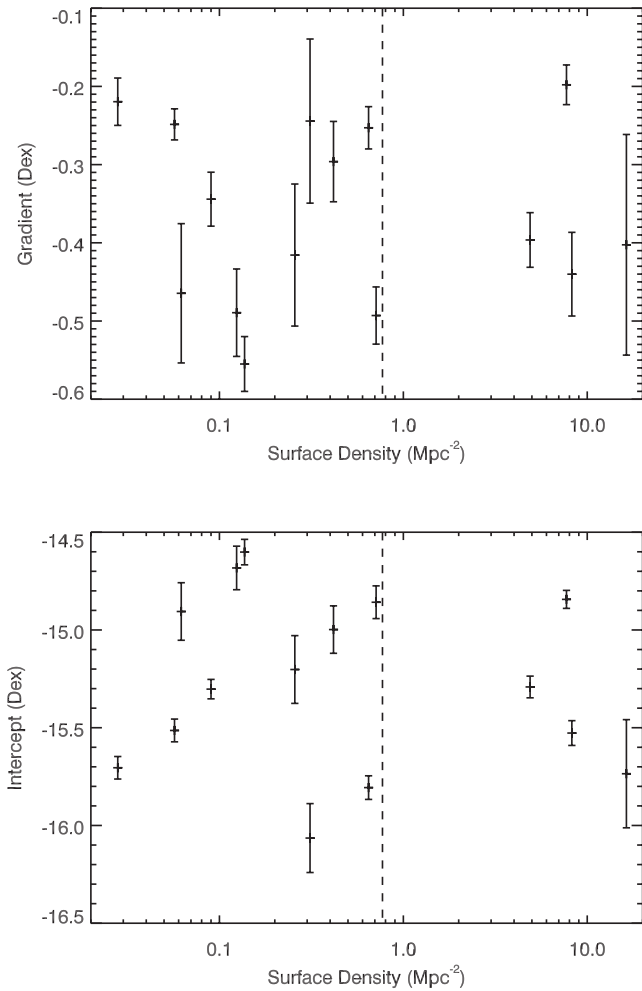 -0.1
-0.2
-0.3
-0.4
-0.5
-0.6
Gradient (Dex)
0.1 1.0 10.0
Surface Density (Mpc-2)
-14.5
-15.0
-15.5
-16.0
-16.5
Intercept (Dex)
0.1 1.0 10.0
Surface Density (Mpc-2)